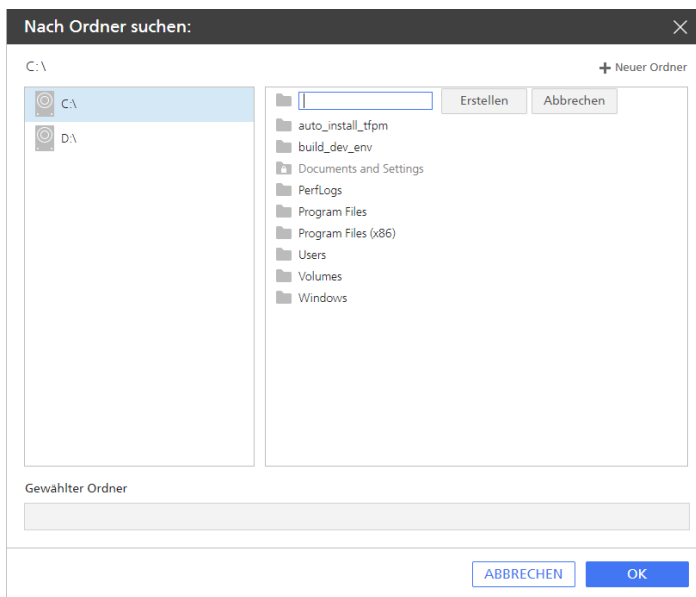 Nach Ordner suchen:
C:\
Neuer Ordner
C:\
D:\
Erstellen
Abbrechen
auto_install_tfpm
build_dev_env
Documents and Settings
PerfLogs
Program Files
Program Files (x86)
Users
Volumes
Windows
Gewählter Ordner
ABBRECHEN
OK